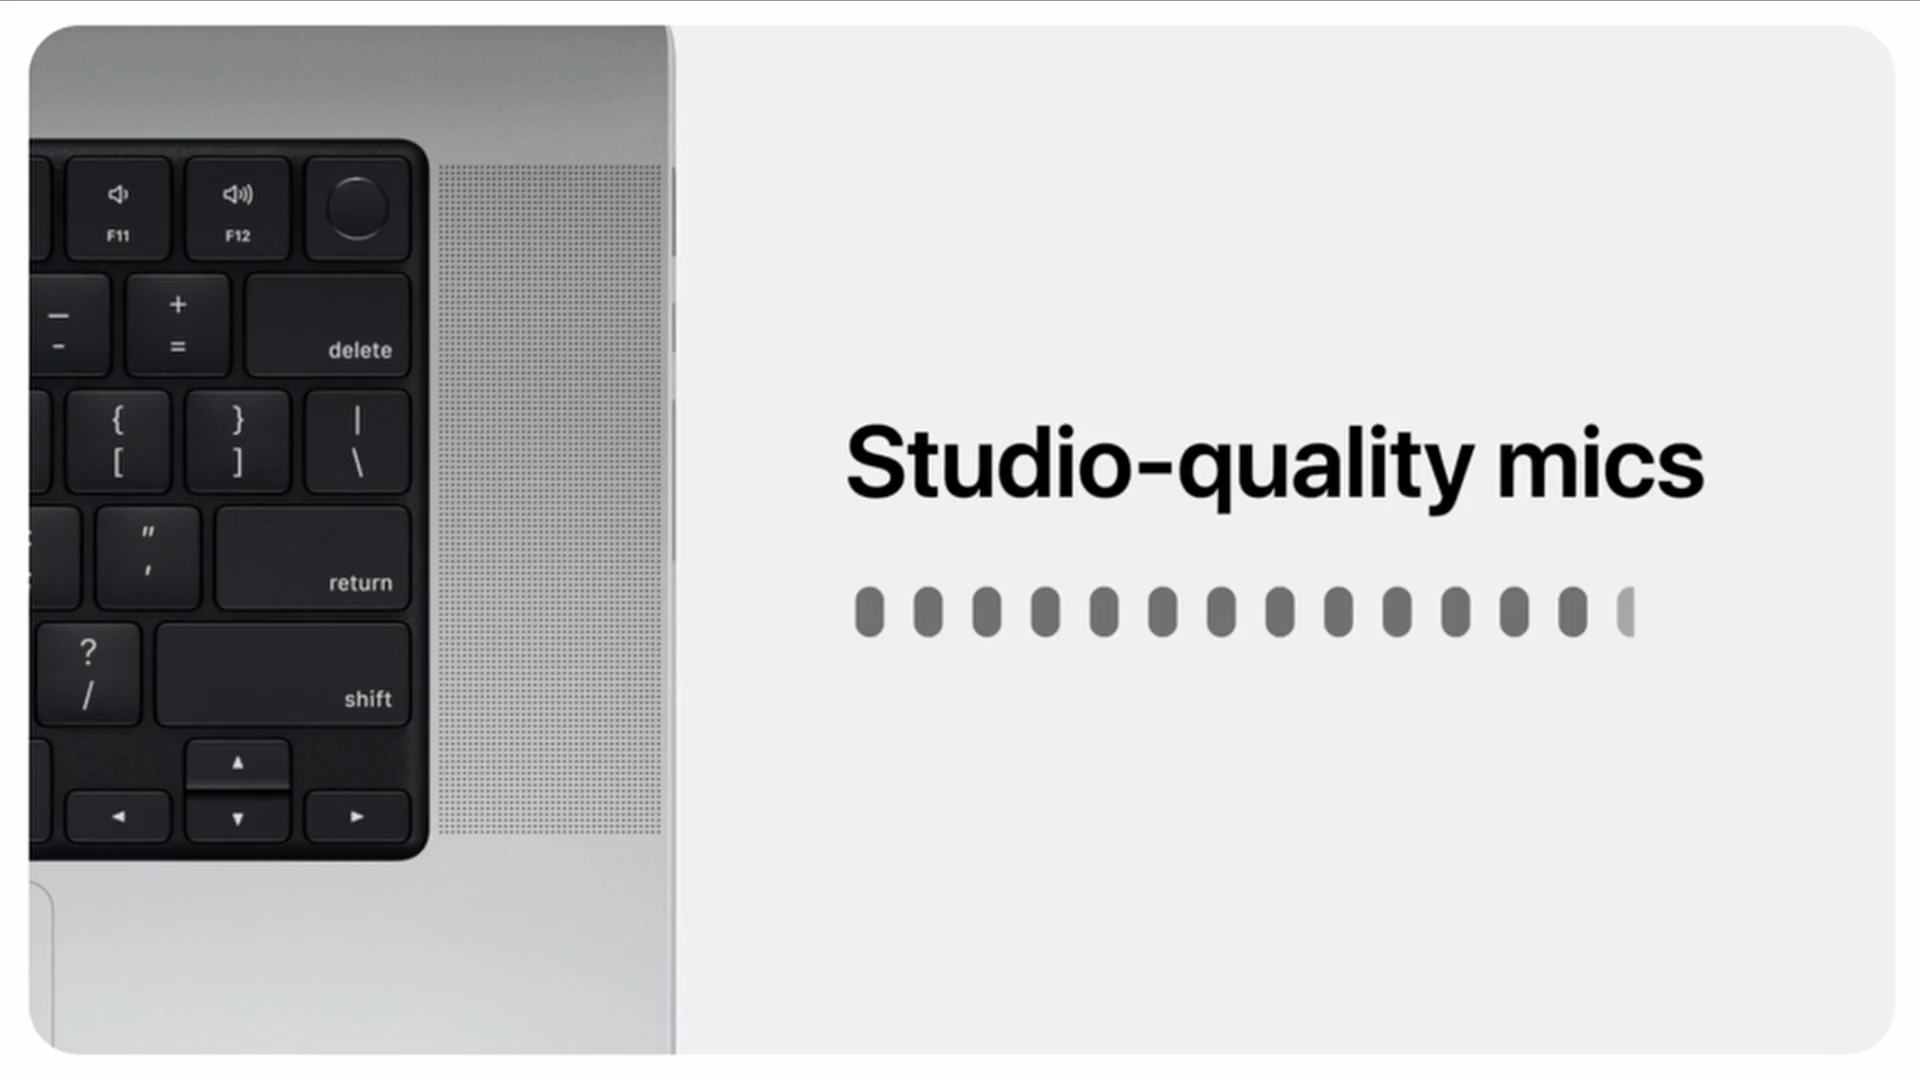 F11
F12
— +
- =
delete
{ } |
[ ] \
"
'
return
?
/
shift
Studio-quality mics